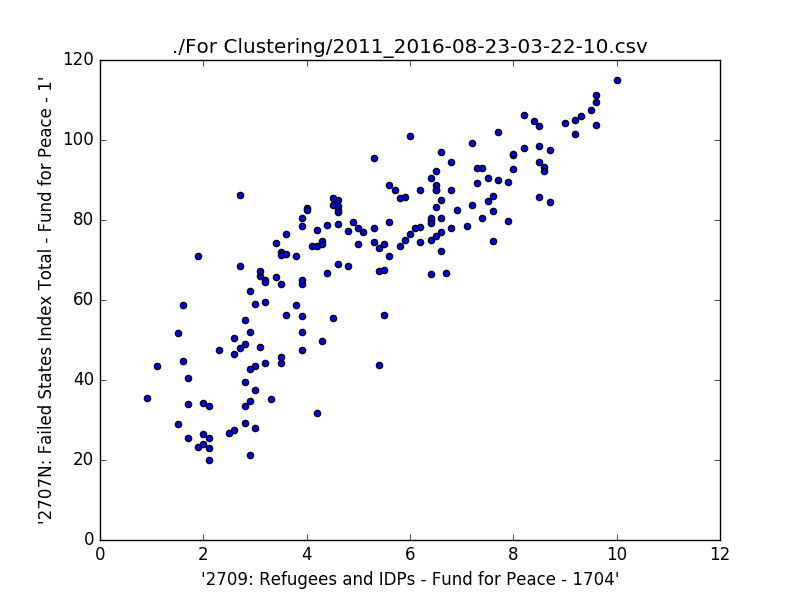 ./For Clustering/2011_2016-08-23-03-22-10.csv
120
100
80
60
40
20
0
'2707N: Failed States Index Total - Fund for Peace - 1'
0 2 4 6 8 10 12
'2709: Refugees and IDPs - Fund for Peace - 1704'